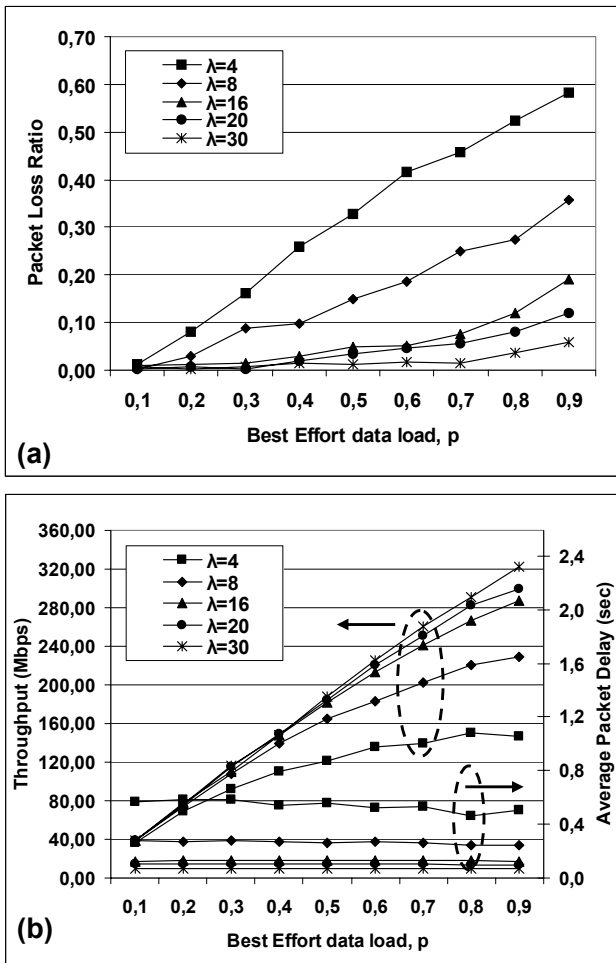 0,70
0,60
0,50
0,40
0,30
0,20
0,10
0,00
Packet Loss Ratio
λ=4
λ=8
λ=16
λ=20
λ=30
0,1 0,2 0,3 0,4 0,5 0,6 0,7 0,8 0,9
Best Effort data load, p
(a)
360,00
320,00
280,00
240,00
200,00
160,00
120,00
80,00
40,00
0,00
Throughput (Mbps)
λ=4
λ=8
λ=16
λ=20
λ=30
2,4
2,0
1,6
1,2
0,8
0,4
0,0
Average Packet Delay (sec)
0,1 0,2 0,3 0,4 0,5 0,6 0,7 0,8 0,9
Best Effort data load, p
(b)